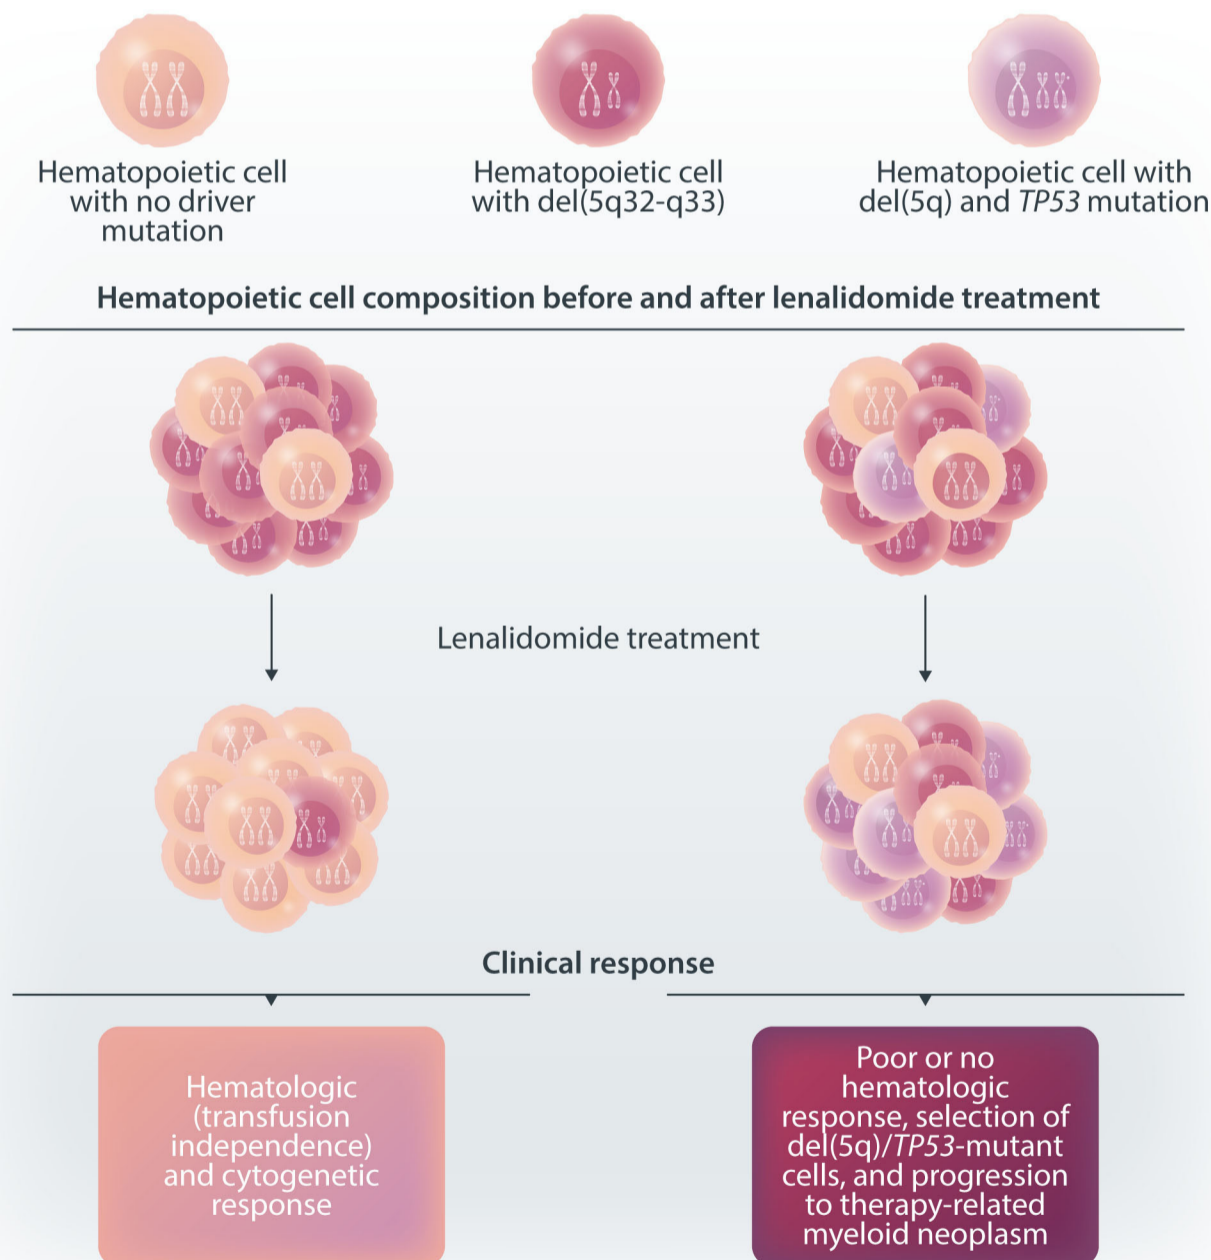 Hematopoietic cell
with no driver
mutation
Hematopoietic cell
with del(5q32-q33)
Hematopoietic cell with
del(5q) and TP53 mutation
Hematopoietic cell composition before and after lenalidomide treatment
Lenalidomide treatment
Clinical response
Hematologic
(transfusion
independence)
and cytogenetic
response
Poor or no
hematologic
response, selection of
del(5q)/TP53-mutant
cells, and progression
to therapy-related
myeloid neoplasm